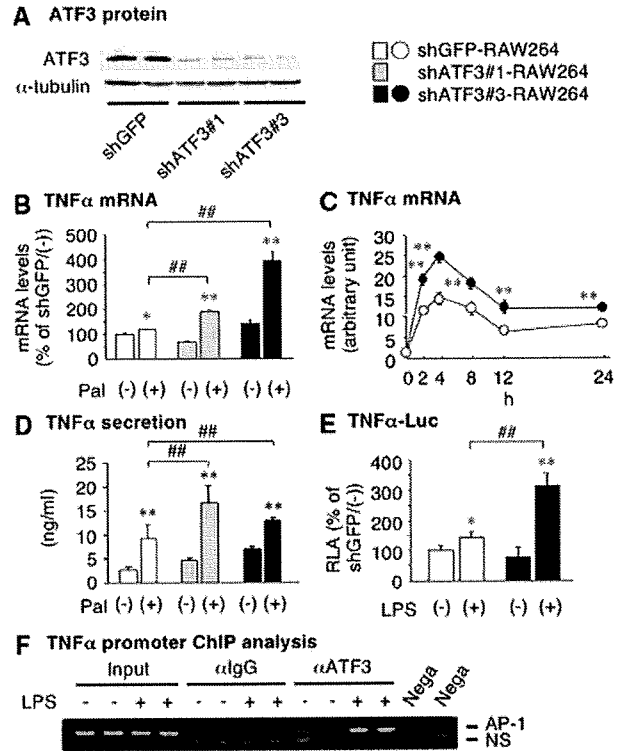 A ATF3 protein
ATF3
α-tubulin
shGFP
shATF3#1
shATF3#3
shGFP-RAW264
shATF3#1-RAW264
shATF3#3-RAW264
B TNFα mRNA
mRNA levels
(% of shGFP/(-)
500
400
300
200
100
0
##
##
*
**
**
Pal (-) (+) (-) (+) (-) (+)
C TNFα mRNA
mRNA levels
(arbitrary unit)
30
25
20
15
10
5
0
**
**
**
**
**
0 2 4 8 12 24
h
D TNFα secretion
(ng/ml)
25
20
15
10
5
0
##
##
**
**
**
Pal (-) (+) (-) (+) (-) (+)
E TNFα-Luc
RLA (% of
shGFP/(-))
400
300
200
100
0
##
*
**
LPS (-) (+) (-) (+)
F TNFα promoter ChIP analysis
Input αIgG αATF3 Nega Nega
LPS - - + + - - + + - - + +
AP-1
NS